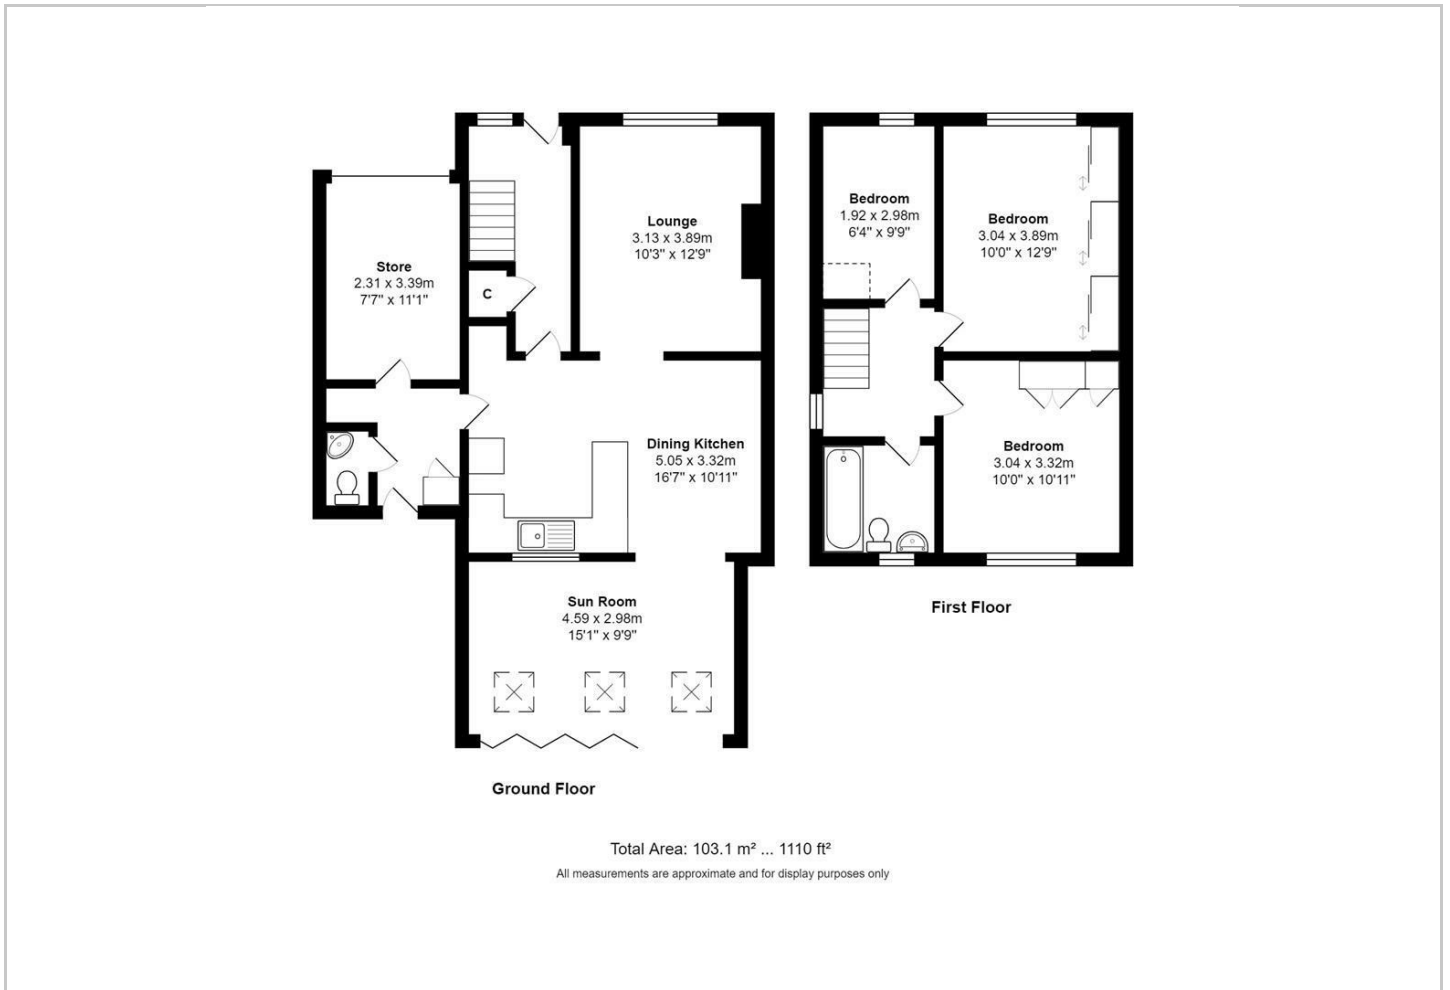 Store
2.31 x 3.39m
7'7" x 11'1"
C
Lounge
3.13 x 3.89m
10'3" x 12'9"
Dining Kitchen
5.05 x 3.32m
16'7" x 10'11"
Sun Room
4.59 x 2.98m
15'1" x 9'9"
Ground Floor
Bedroom
1.92 x 2.98m
6'4" x 9'9"
Bedroom
3.04 x 3.89m
10'0" x 12'9"
Bedroom
3.04 x 3.32m
10'0" x 10'11"
First Floor
Total Area: 103.1 m² ... 1110 ft²
All measurements are approximate and for display purposes only